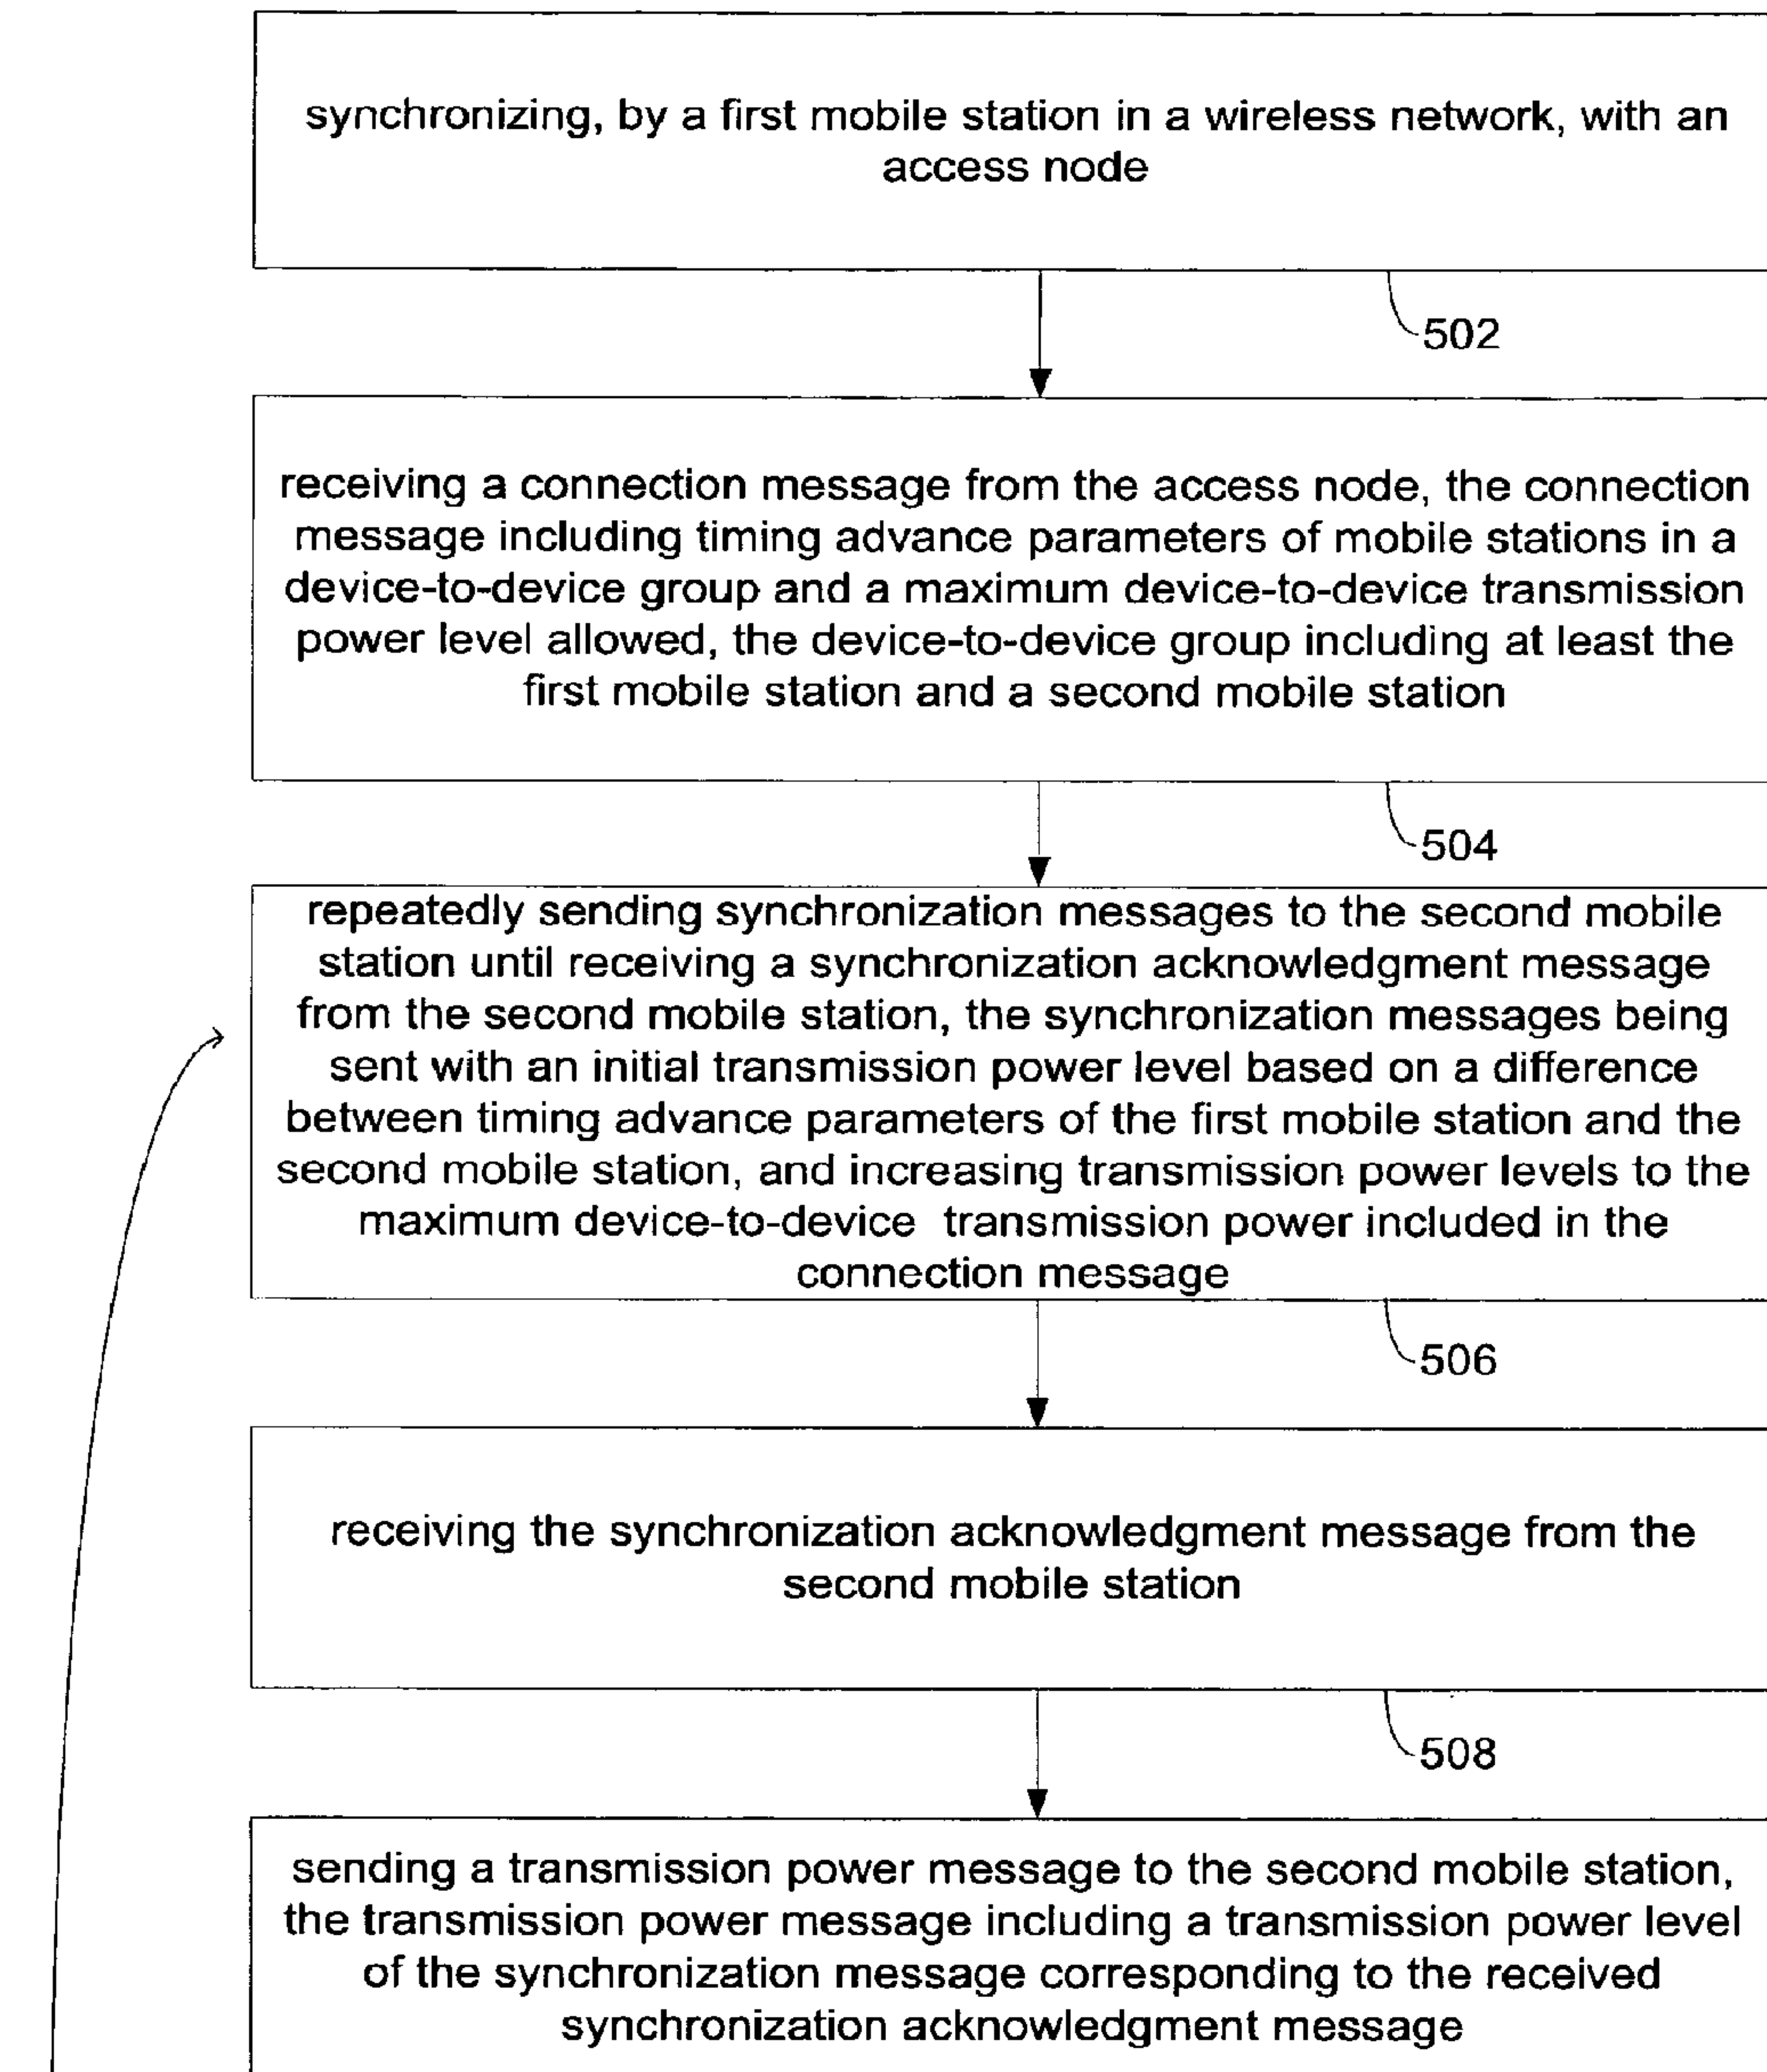 synchronizing, by a first mobile station in a wireless network, with an
access node
502
receiving a connection message from the access node, the connection
message including timing advance parameters of mobile stations in a
device-to-device group and a maximum device-to-device transmission
power level allowed, the device-to-device group including at least the
first mobile station and a second mobile station
504
repeatedly sending synchronization messages to the second mobile
station until receiving a synchronization acknowledgment message
from the second mobile station, the synchronization messages being
sent with an initial transmission power level based on a difference
between timing advance parameters of the first mobile station and the
second mobile station, and increasing transmission power levels to the
maximum device-to-device transmission power included in the
connection message
506
receiving the synchronization acknowledgment message from the
second mobile station
508
sending a transmission power message to the second mobile station,
the transmission power message including a transmission power level
of the synchronization message corresponding to the received
synchronization acknowledgment message